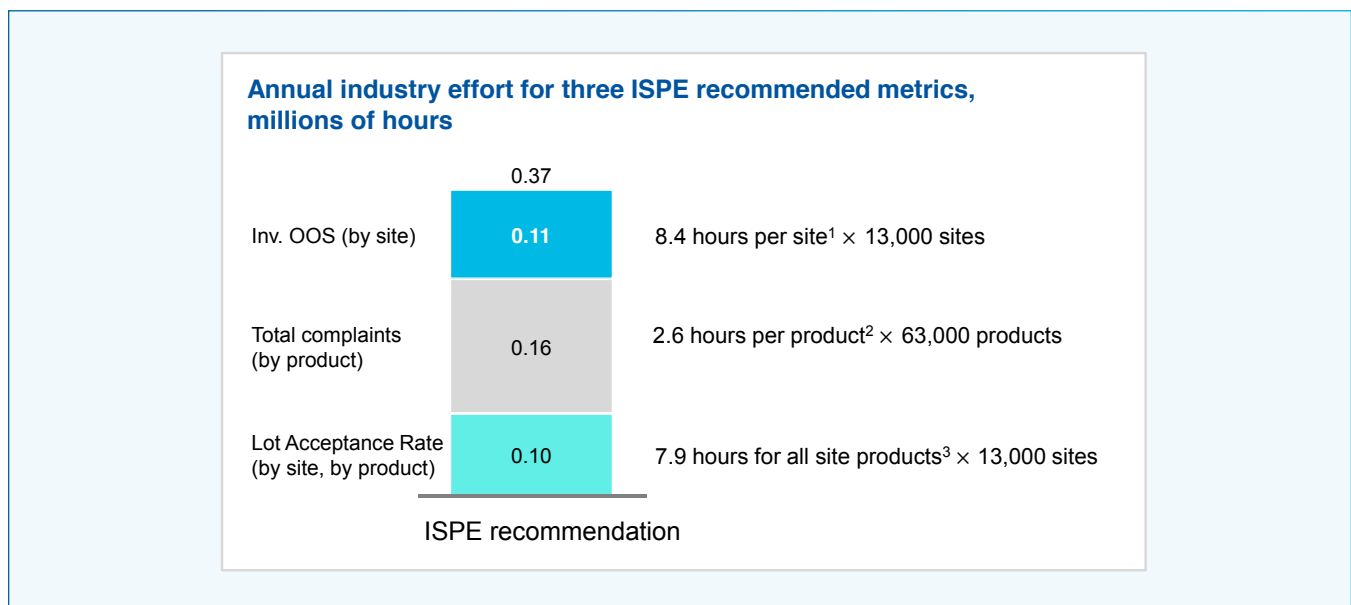 Annual industry effort for three ISPE recommended metrics,
millions of hours
0.37
Inv. OOS (by site)
0.11
8.4 hours per site¹ × 13,000 sites
Total complaints
(by product)
0.16
2.6 hours per product² × 63,000 products
Lot Acceptance Rate
(by site, by product)
0.10
7.9 hours for all site products³ × 13,000 sites
ISPE recommendation